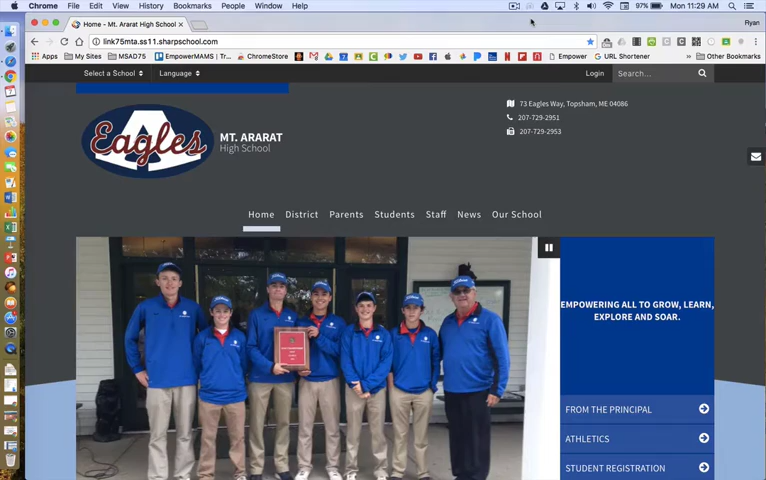 Chrome File Edit View History Bookmarks People Window Help 97% Mon 11:29 AM
Home - Mt. Ararat High School Ryan
link75mta.ss11.sharpschool.com
Apps My Sites MSAD75 EmpowerMAMS | Tr... ChromeStore Empower URL Shortener Other Bookmarks
Select a School Language Login Search...
73 Eagles Way, Topsham, ME 04086
207-729-2951
207-729-2953
Eagles
MT. ARARAT
High School
Home District Parents Students Staff News Our School
EMPOWERING ALL TO GROW, LEARN,
EXPLORE AND SOAR.
FROM THE PRINCIPAL
ATHLETICS
STUDENT REGISTRATION